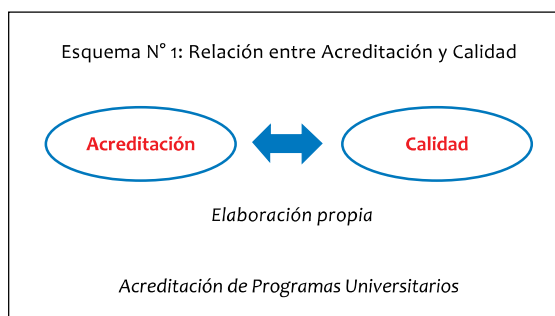 Esquema N° 1: Relación entre Acreditación y Calidad
Acreditación
Calidad
Elaboración propia
Acreditación de Programas Universitarios